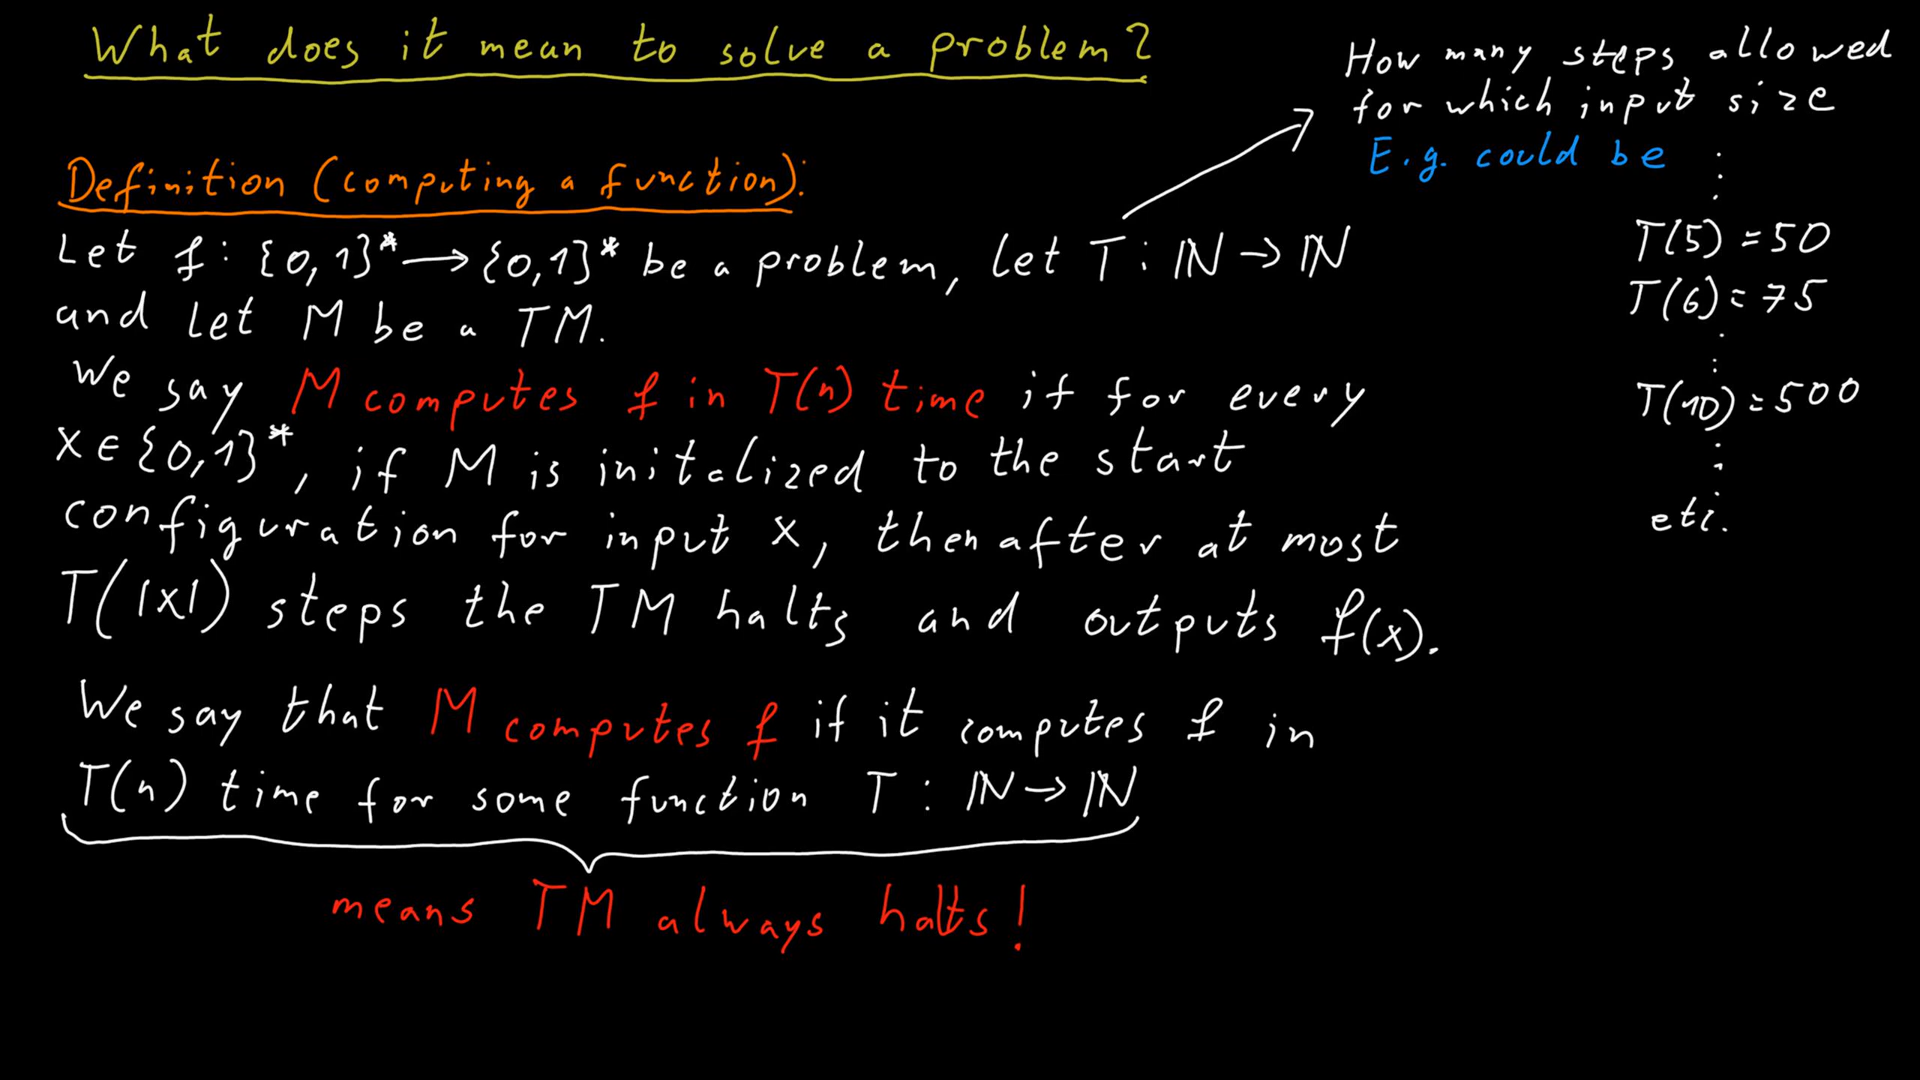 What does it mean to solve a problem?
How many steps allowed
for which input size
E.g. could be
⋮
T(5) = 50
T(6) = 75
⋮
T(10) = 500
⋮
etc.
Definition (computing a function):
Let f : {0,1}* → {0,1}* be a problem, let T : ℕ → ℕ
and let M be a TM.
We say M computes f in T(n) time if for every
x ∈ {0,1}*, if M is initalized to the start
configuration for input x, then after at most
T(|x|) steps the TM halts and outputs f(x).
We say that M computes f if it computes f in
T(n) time for some function T : ℕ → ℕ
means TM always halts!